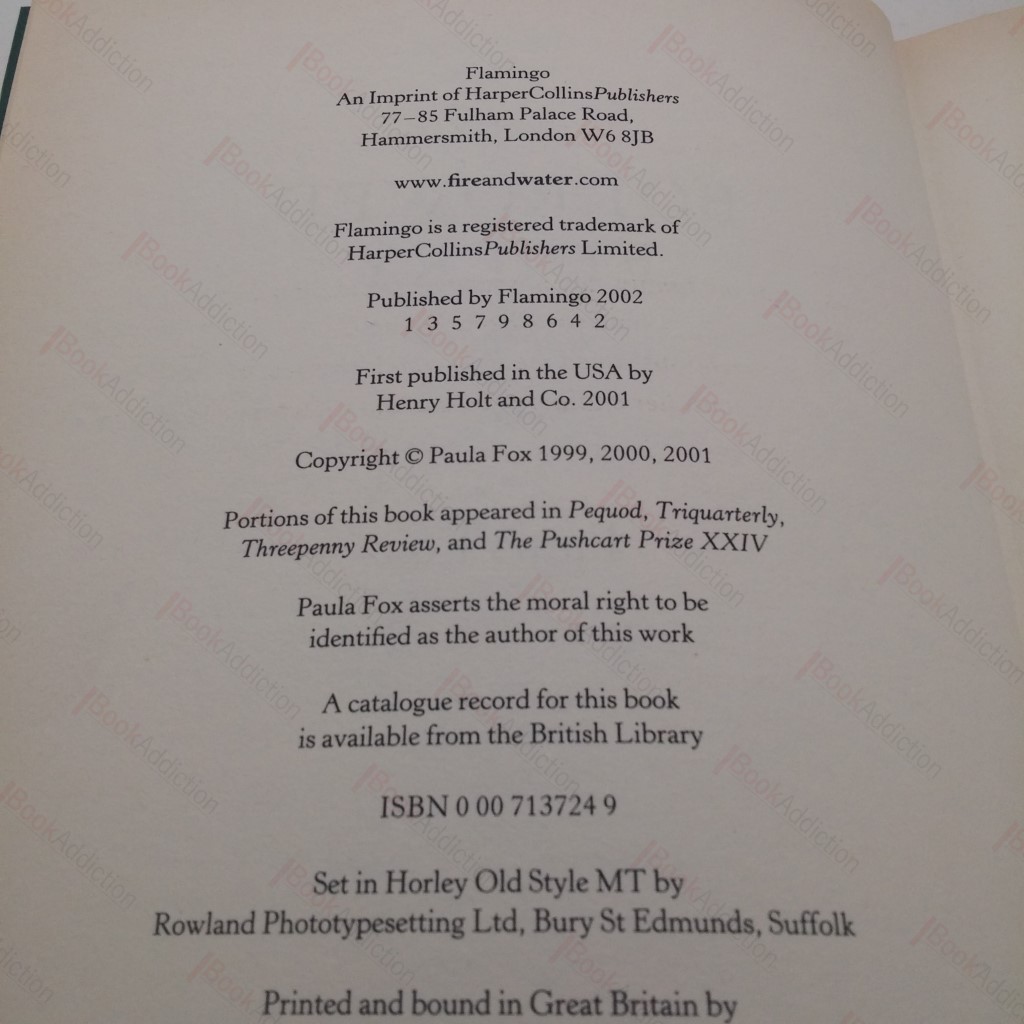 Flamingo
An Imprint of HarperCollinsPublishers
77–85 Fulham Palace Road,
Hammersmith, London W6 8JB
www.fireandwater.com
Flamingo is a registered trademark of
HarperCollinsPublishers Limited.
Published by Flamingo 2002
1 3 5 7 9 8 6 4 2
First published in the USA by
Henry Holt and Co. 2001
Copyright © Paula Fox 1999, 2000, 2001
Portions of this book appeared in Pequod, Triquarterly,
Threepenny Review, and The Pushcart Prize XXIV
Paula Fox asserts the moral right to be
identified as the author of this work
A catalogue record for this book
is available from the British Library
ISBN 0 00 713724 9
Set in Horley Old Style MT by
Rowland Phototypesetting Ltd, Bury St Edmunds, Suffolk
Printed and bound in Great Britain by
BookAddiction